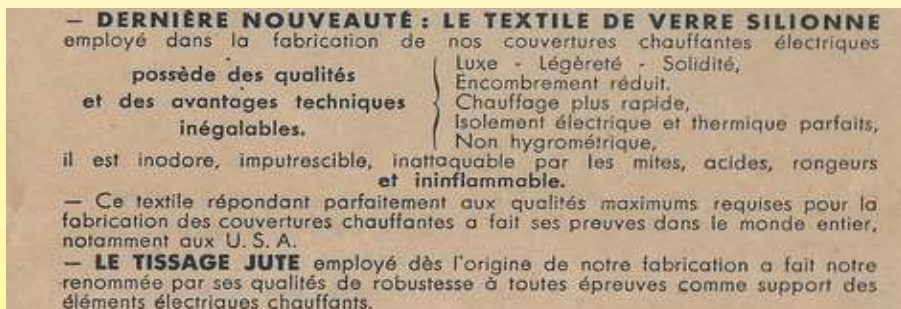 — DERNIÈRE NOUVEAUTÉ : LE TEXTILE DE VERRE SILIONNE
employé dans la fabrication de nos couvertures chauffantes électriques
possède des qualités
et des avantages techniques
inégalables.
Luxe - Légèreté - Solidité,
Encombrement réduit.
Chauffage plus rapide,
Isolement électrique et thermique parfaits,
Non hygrométrique,
il est inodore, imputrescible, inattaquable par les mites, acides, rongeurs
et ininflammable.
— Ce textile répondant parfaitement aux qualités maximums requises pour la
fabrication des couvertures chauffantes a fait ses preuves dans le monde entier,
notamment aux U. S. A.
— LE TISSAGE JUTE employé dès l'origine de notre fabrication a fait notre
renommée par ses qualités de robustesse à toutes épreuves comme support des
éléments électriques chauffants.